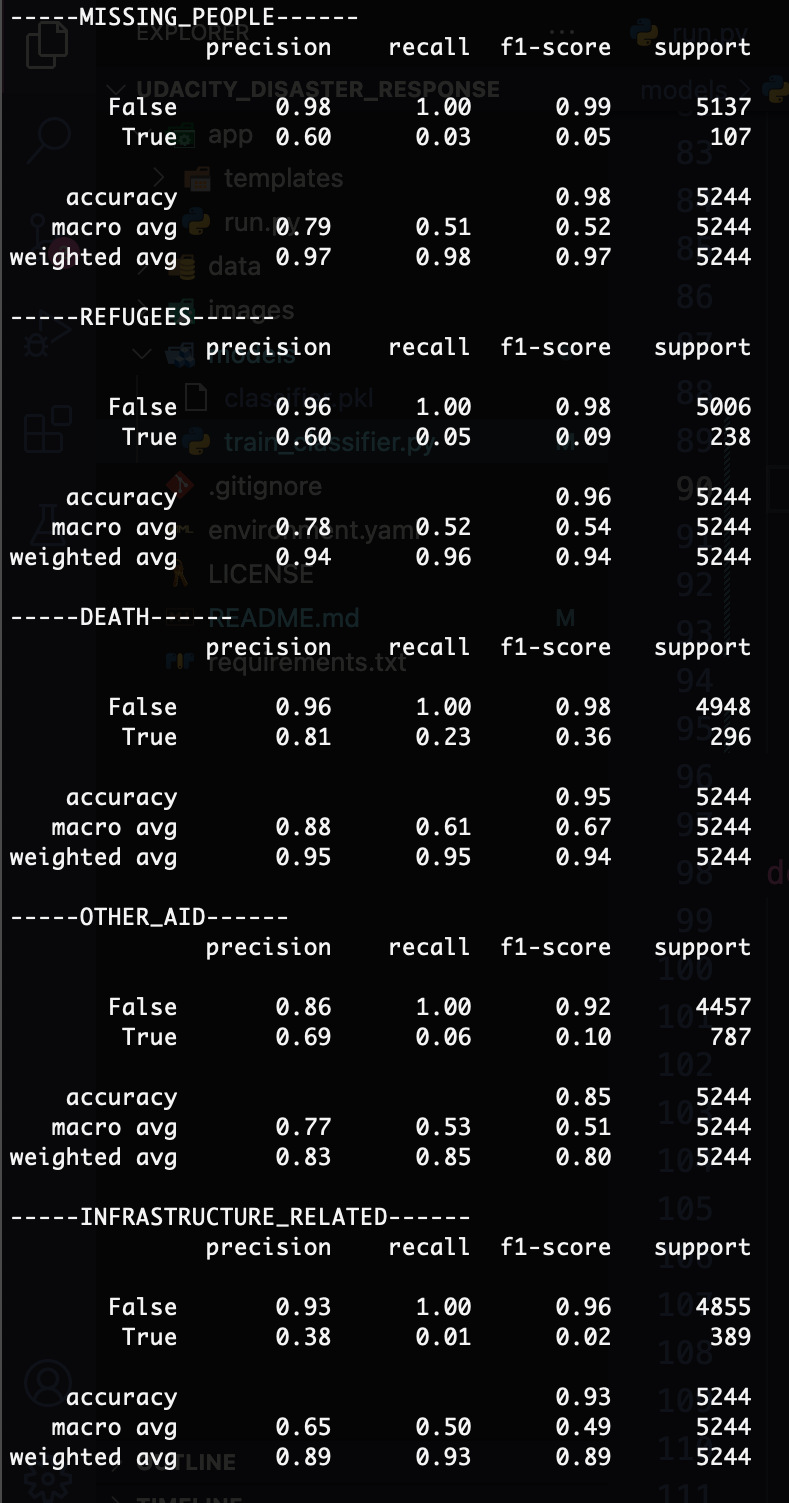 -----MISSING_PEOPLE------
precision recall f1-score support
False 0.98 1.00 0.99 5137
True 0.60 0.03 0.05 107
accuracy 0.98 5244
macro avg 0.79 0.51 0.52 5244
weighted avg 0.97 0.98 0.97 5244
-----REFUGEES------
precision recall f1-score support
False 0.96 1.00 0.98 5006
True 0.60 0.05 0.09 238
accuracy 0.96 5244
macro avg 0.78 0.52 0.54 5244
weighted avg 0.94 0.96 0.94 5244
-----DEATH------
precision recall f1-score support
False 0.96 1.00 0.98 4948
True 0.81 0.23 0.36 296
accuracy 0.95 5244
macro avg 0.88 0.61 0.67 5244
weighted avg 0.95 0.95 0.94 5244
-----OTHER_AID------
precision recall f1-score support
False 0.86 1.00 0.92 4457
True 0.69 0.06 0.10 787
accuracy 0.85 5244
macro avg 0.77 0.53 0.51 5244
weighted avg 0.83 0.85 0.80 5244
-----INFRASTRUCTURE_RELATED------
precision recall f1-score support
False 0.93 1.00 0.96 4855
True 0.38 0.01 0.02 389
accuracy 0.93 5244
macro avg 0.65 0.50 0.49 5244
weighted avg 0.89 0.93 0.89 5244
EXPLORER
run.py
UDACITY_DISASTER_RESPONSE
models
app
templates
run.py
data
images
models
classifier.pkl
train_classifier.py M
.gitignore
environment.yaml
LICENSE
README.md M
requirements.txt
OUTLINE
TIMELINE
83
86
88
89
90
92
93
94
95
96
98
99
100
102
105
108
111